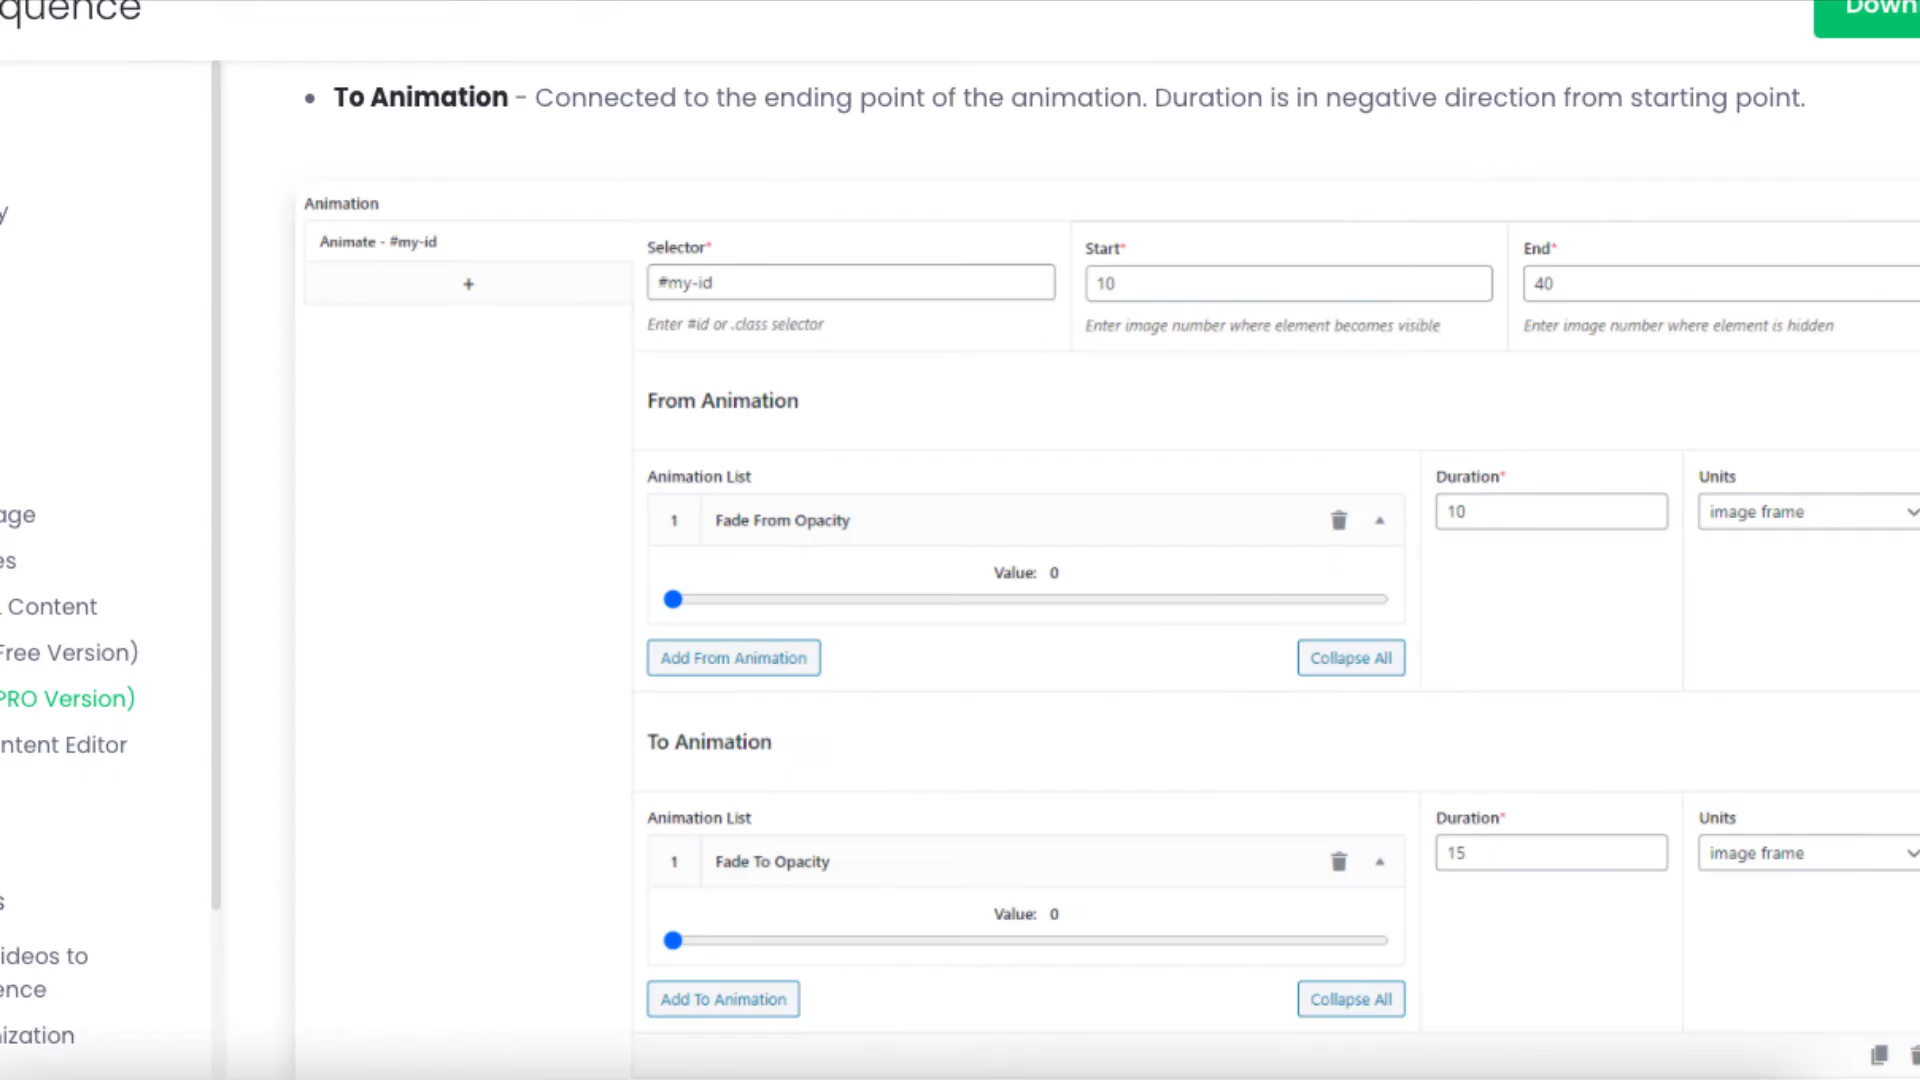 quence
Down
• To Animation - Connected to the ending point of the animation. Duration is in negative direction from starting point.
y
age
es
Content
Free Version)
PRO Version)
ntent Editor
s
ideos to
ence
ization
Animation
Animate - #my-id
+
Selector*
#my-id
Enter #id or .class selector
Start*
10
Enter image number where element becomes visible
End*
40
Enter image number where element is hidden
From Animation
Animation List
1 Fade From Opacity
Value: 0
Add From Animation
Collapse All
Duration*
10
Units
image frame
To Animation
Animation List
1 Fade To Opacity
Value: 0
Add To Animation
Collapse All
Duration*
15
Units
image frame